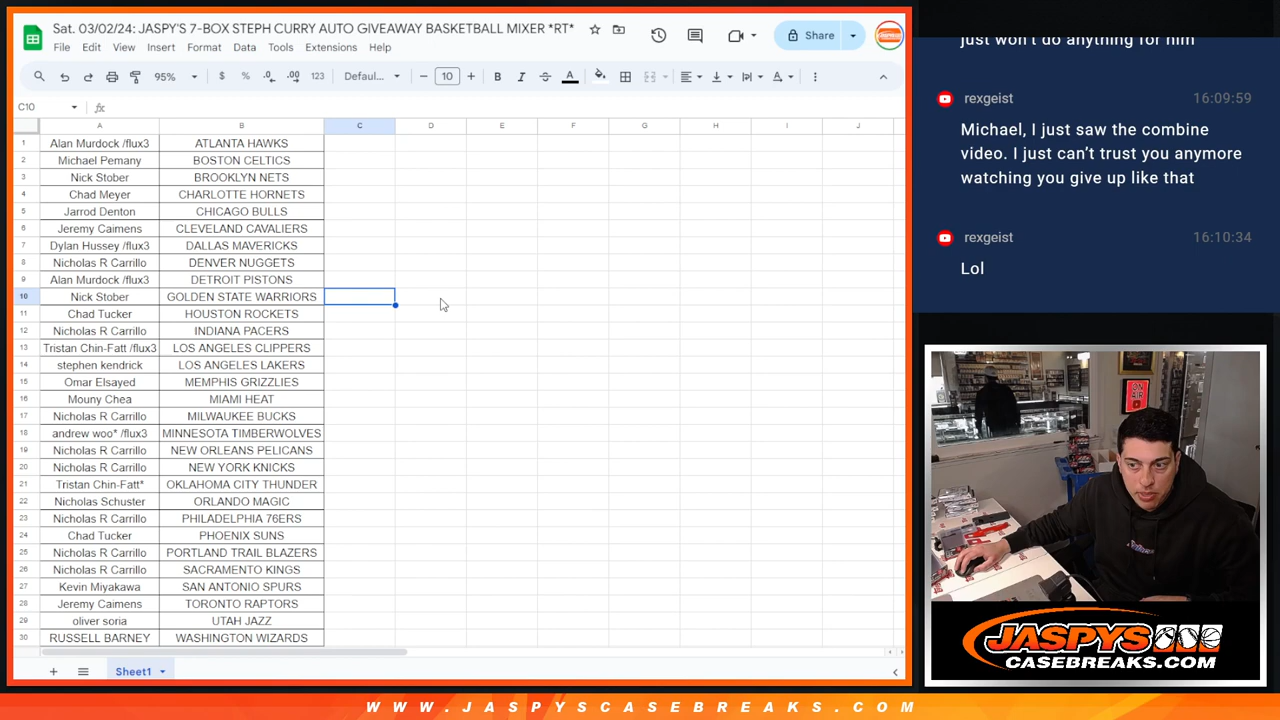 Sat. 03/02/24: JASPY'S 7-BOX STEPH CURRY AUTO GIVEAWAY BASKETBALL MIXER *RT*
File Edit View Insert Format Data Tools Extensions Help
Share
95% $ % .0 .00 123 Defaul... − 10 + B I A
C10 fx
A B C D E F G H I J
1 Alan Murdock /flux3 ATLANTA HAWKS
2 Michael Pemany BOSTON CELTICS
3 Nick Stober BROOKLYN NETS
4 Chad Meyer CHARLOTTE HORNETS
5 Jarrod Denton CHICAGO BULLS
6 Jeremy Caimens CLEVELAND CAVALIERS
7 Dylan Hussey /flux3 DALLAS MAVERICKS
8 Nicholas R Carrillo DENVER NUGGETS
9 Alan Murdock /flux3 DETROIT PISTONS
10 Nick Stober GOLDEN STATE WARRIORS
11 Chad Tucker HOUSTON ROCKETS
12 Nicholas R Carrillo INDIANA PACERS
13 Tristan Chin-Fatt /flux3 LOS ANGELES CLIPPERS
14 stephen kendrick LOS ANGELES LAKERS
15 Omar Elsayed MEMPHIS GRIZZLIES
16 Mouny Chea MIAMI HEAT
17 Nicholas R Carrillo MILWAUKEE BUCKS
18 andrew woo* /flux3 MINNESOTA TIMBERWOLVES
19 Nicholas R Carrillo NEW ORLEANS PELICANS
20 Nicholas R Carrillo NEW YORK KNICKS
21 Tristan Chin-Fatt* OKLAHOMA CITY THUNDER
22 Nicholas Schuster ORLANDO MAGIC
23 Nicholas R Carrillo PHILADELPHIA 76ERS
24 Chad Tucker PHOENIX SUNS
25 Nicholas R Carrillo PORTLAND TRAIL BLAZERS
26 Nicholas R Carrillo SACRAMENTO KINGS
27 Kevin Miyakawa SAN ANTONIO SPURS
28 Jeremy Caimens TORONTO RAPTORS
29 oliver soria UTAH JAZZ
30 RUSSELL BARNEY WASHINGTON WIZARDS
Sheet1
just won't do anything for him
rexgeist 16:09:59
Michael, I just saw the combine
video. I just can't trust you anymore
watching you give up like that
rexgeist 16:10:34
Lol
ON AIR
JASPYS
CASEBREAKS.COM
WWW.JASPYSCASEBREAKS.COM